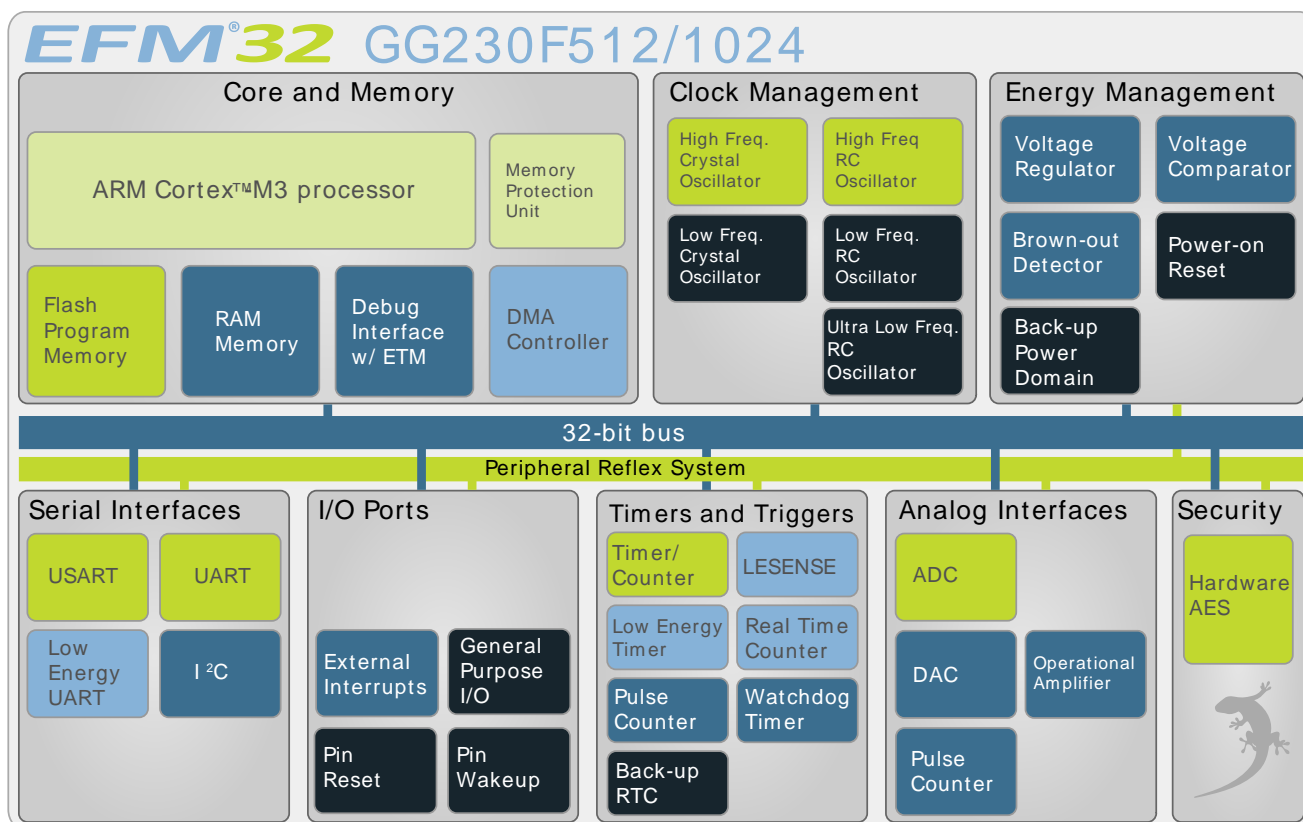 EFM®32 GG230F512/1024
Core and Memory
ARM Cortex™M3 processor
Memory
Protection
Unit
Flash
Program
Memory
RAM
Memory
Debug
Interface
w/ ETM
DMA
Controller
Clock Management
High Freq.
Crystal
Oscillator
High Freq
RC
Oscillator
Low Freq.
Crystal
Oscillator
Low Freq.
RC
Oscillator
Ultra Low Freq.
RC
Oscillator
Energy Management
Voltage
Regulator
Voltage
Comparator
Brown-out
Detector
Power-on
Reset
Back-up
Power
Domain
32-bit bus
Peripheral Reflex System
Serial Interfaces
USART
UART
Low
Energy
UART
I²C
I/O Ports
External
Interrupts
General
Purpose
I/O
Pin
Reset
Pin
Wakeup
Timers and Triggers
Timer/
Counter
LESENSE
Low Energy
Timer
Real Time
Counter
Pulse
Counter
Watchdog
Timer
Back-up
RTC
Analog Interfaces
ADC
DAC
Operational
Amplifier
Pulse
Counter
Security
Hardware
AES